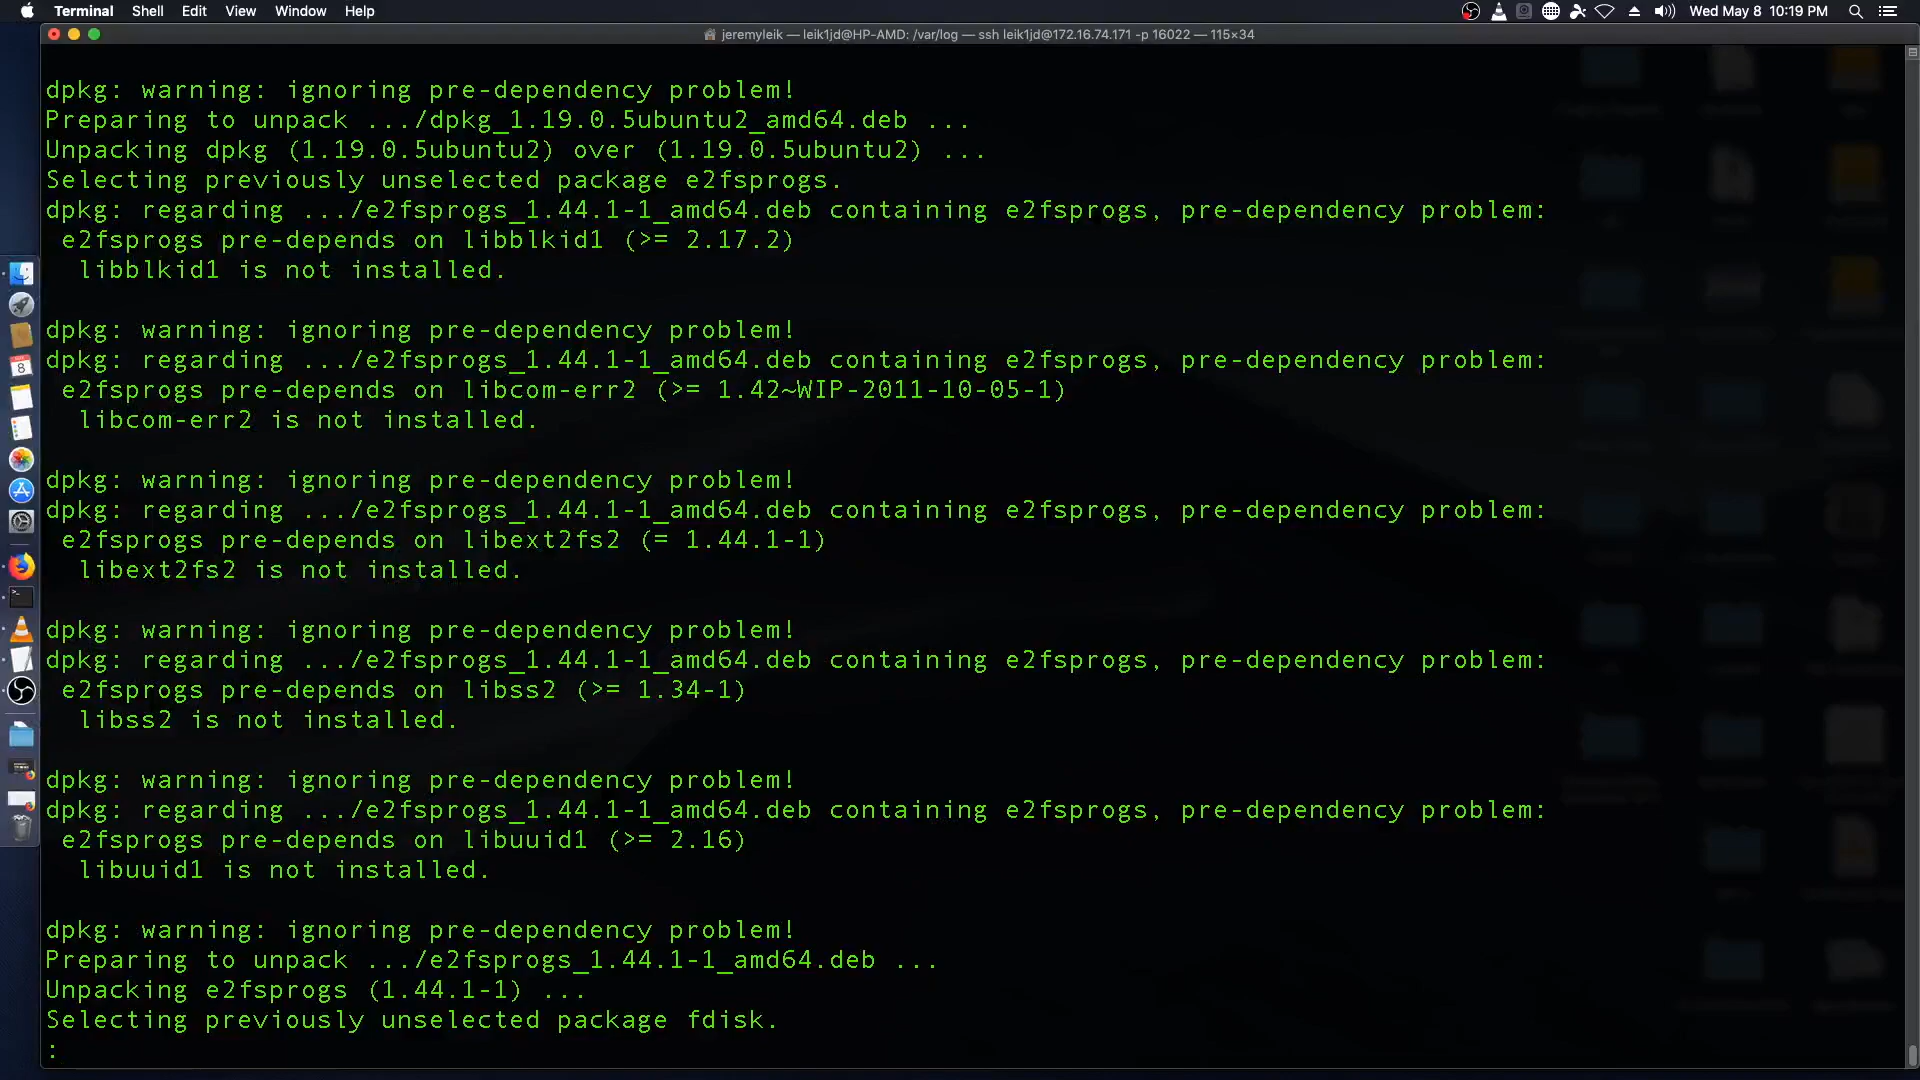 Terminal Shell Edit View Window Help Wed May 8 10:19 PM
jeremyleik — leik1jd@HP-AMD: /var/log — ssh leik1jd@172.16.74.171 -p 16022 — 115×34
dpkg: warning: ignoring pre-dependency problem!
Preparing to unpack .../dpkg_1.19.0.5ubuntu2_amd64.deb ...
Unpacking dpkg (1.19.0.5ubuntu2) over (1.19.0.5ubuntu2) ...
Selecting previously unselected package e2fsprogs.
dpkg: regarding .../e2fsprogs_1.44.1-1_amd64.deb containing e2fsprogs, pre-dependency problem:
 e2fsprogs pre-depends on libblkid1 (>= 2.17.2)
  libblkid1 is not installed.
dpkg: warning: ignoring pre-dependency problem!
dpkg: regarding .../e2fsprogs_1.44.1-1_amd64.deb containing e2fsprogs, pre-dependency problem:
 e2fsprogs pre-depends on libcom-err2 (>= 1.42~WIP-2011-10-05-1)
  libcom-err2 is not installed.
dpkg: warning: ignoring pre-dependency problem!
dpkg: regarding .../e2fsprogs_1.44.1-1_amd64.deb containing e2fsprogs, pre-dependency problem:
 e2fsprogs pre-depends on libext2fs2 (= 1.44.1-1)
  libext2fs2 is not installed.
dpkg: warning: ignoring pre-dependency problem!
dpkg: regarding .../e2fsprogs_1.44.1-1_amd64.deb containing e2fsprogs, pre-dependency problem:
 e2fsprogs pre-depends on libss2 (>= 1.34-1)
  libss2 is not installed.
dpkg: warning: ignoring pre-dependency problem!
dpkg: regarding .../e2fsprogs_1.44.1-1_amd64.deb containing e2fsprogs, pre-dependency problem:
 e2fsprogs pre-depends on libuuid1 (>= 2.16)
  libuuid1 is not installed.
dpkg: warning: ignoring pre-dependency problem!
Preparing to unpack .../e2fsprogs_1.44.1-1_amd64.deb ...
Unpacking e2fsprogs (1.44.1-1) ...
Selecting previously unselected package fdisk.
:
8